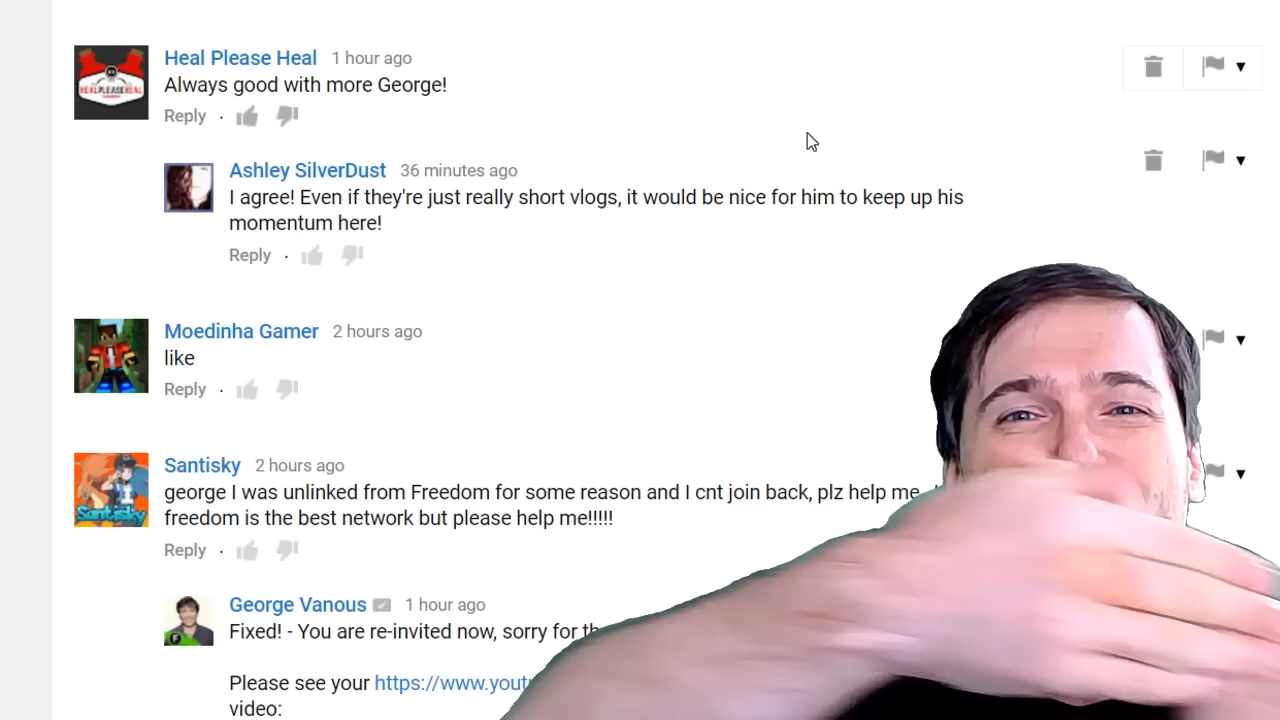 Heal Please Heal 1 hour ago
Always good with more George!
Reply ·
Ashley SilverDust 36 minutes ago
I agree! Even if they're just really short vlogs, it would be nice for him to keep up his
momentum here!
Reply ·
Moedinha Gamer 2 hours ago
like
Reply ·
Santisky 2 hours ago
george I was unlinked from Freedom for some reason and I cnt join back, plz help me
freedom is the best network but please help me!!!!!
Reply ·
Santisky
George Vanous 1 hour ago
Fixed! - You are re-invited now, sorry for
Please see your https://www.yout
video: